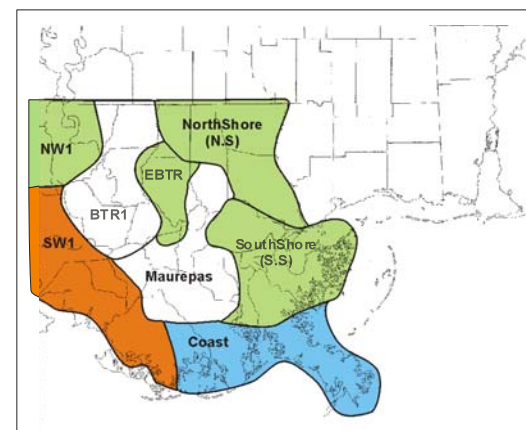 NorthShore
(N.S)
NW1
EBTR
BTR1
SW1
SouthShore
(S.S)
Maurepas
Coast